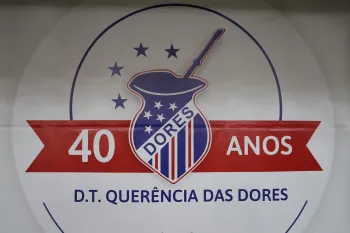 40 DORES ANOS
D.T. QUERÊNCIA DAS DORES